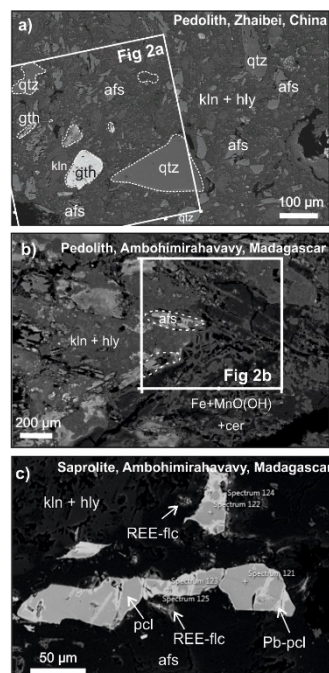 a) Pedolith, Zhaibei, China
Fig 2a
qtz
qtz
afs
gth
kln + hly
afs
kln
gth
qtz
afs
afs
qtz
100 µm
b) Pedolith, Ambohimirahavavy, Madagascar
afs
kln + hly
Fig 2b
Fe+MnO(OH)
+cer
200 µm
c) Saprolite, Ambohimirahavavy, Madagascar
kln + hly
Spectrum 124
Spectrum 122
REE-flc
Spectrum 123
Spectrum 121
Spectrum 125
pcl
REE-flc
Pb-pcl
afs
50 µm